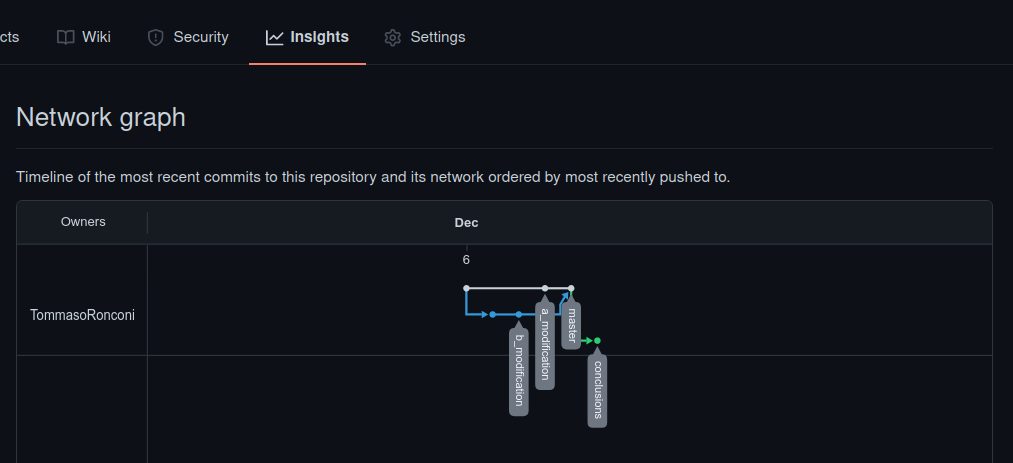 cts Wiki Security Insights Settings
Network graph
Timeline of the most recent commits to this repository and its network ordered by most recently pushed to.
Owners Dec
6
TommasoRonconi
b_modification
a_modification
master
conclusions